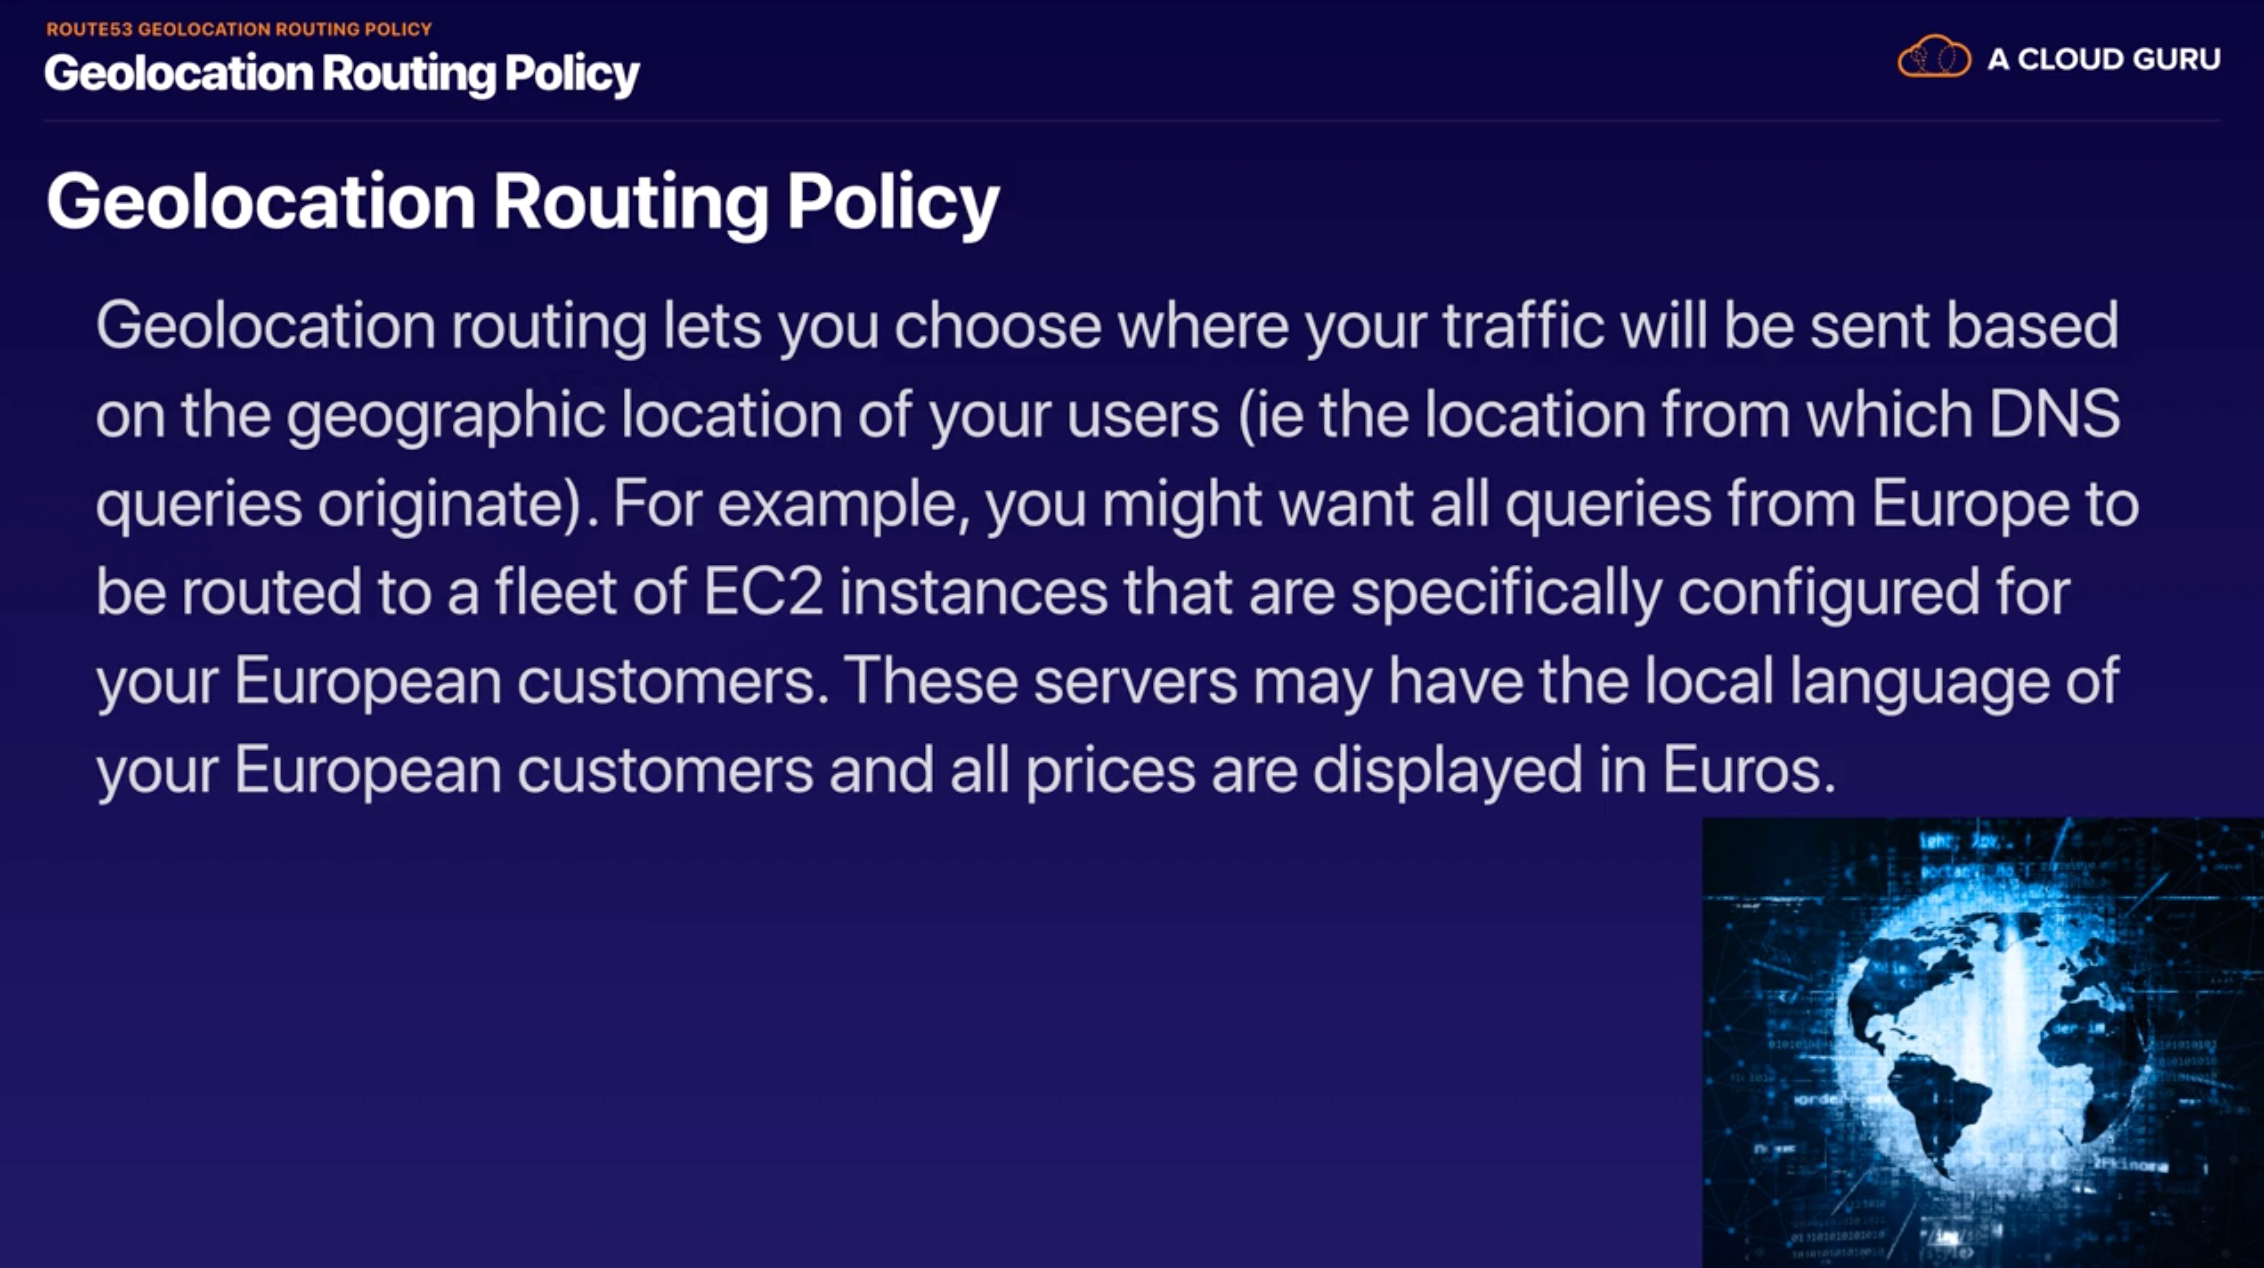 ROUTE53 GEOLOCATION ROUTING POLICY
Geolocation Routing Policy
A CLOUD GURU
Geolocation Routing Policy
Geolocation routing lets you choose where your traffic will be sent based
on the geographic location of your users (ie the location from which DNS
queries originate). For example, you might want all queries from Europe to
be routed to a fleet of EC2 instances that are specifically configured for
your European customers. These servers may have the local language of
your European customers and all prices are displayed in Euros.